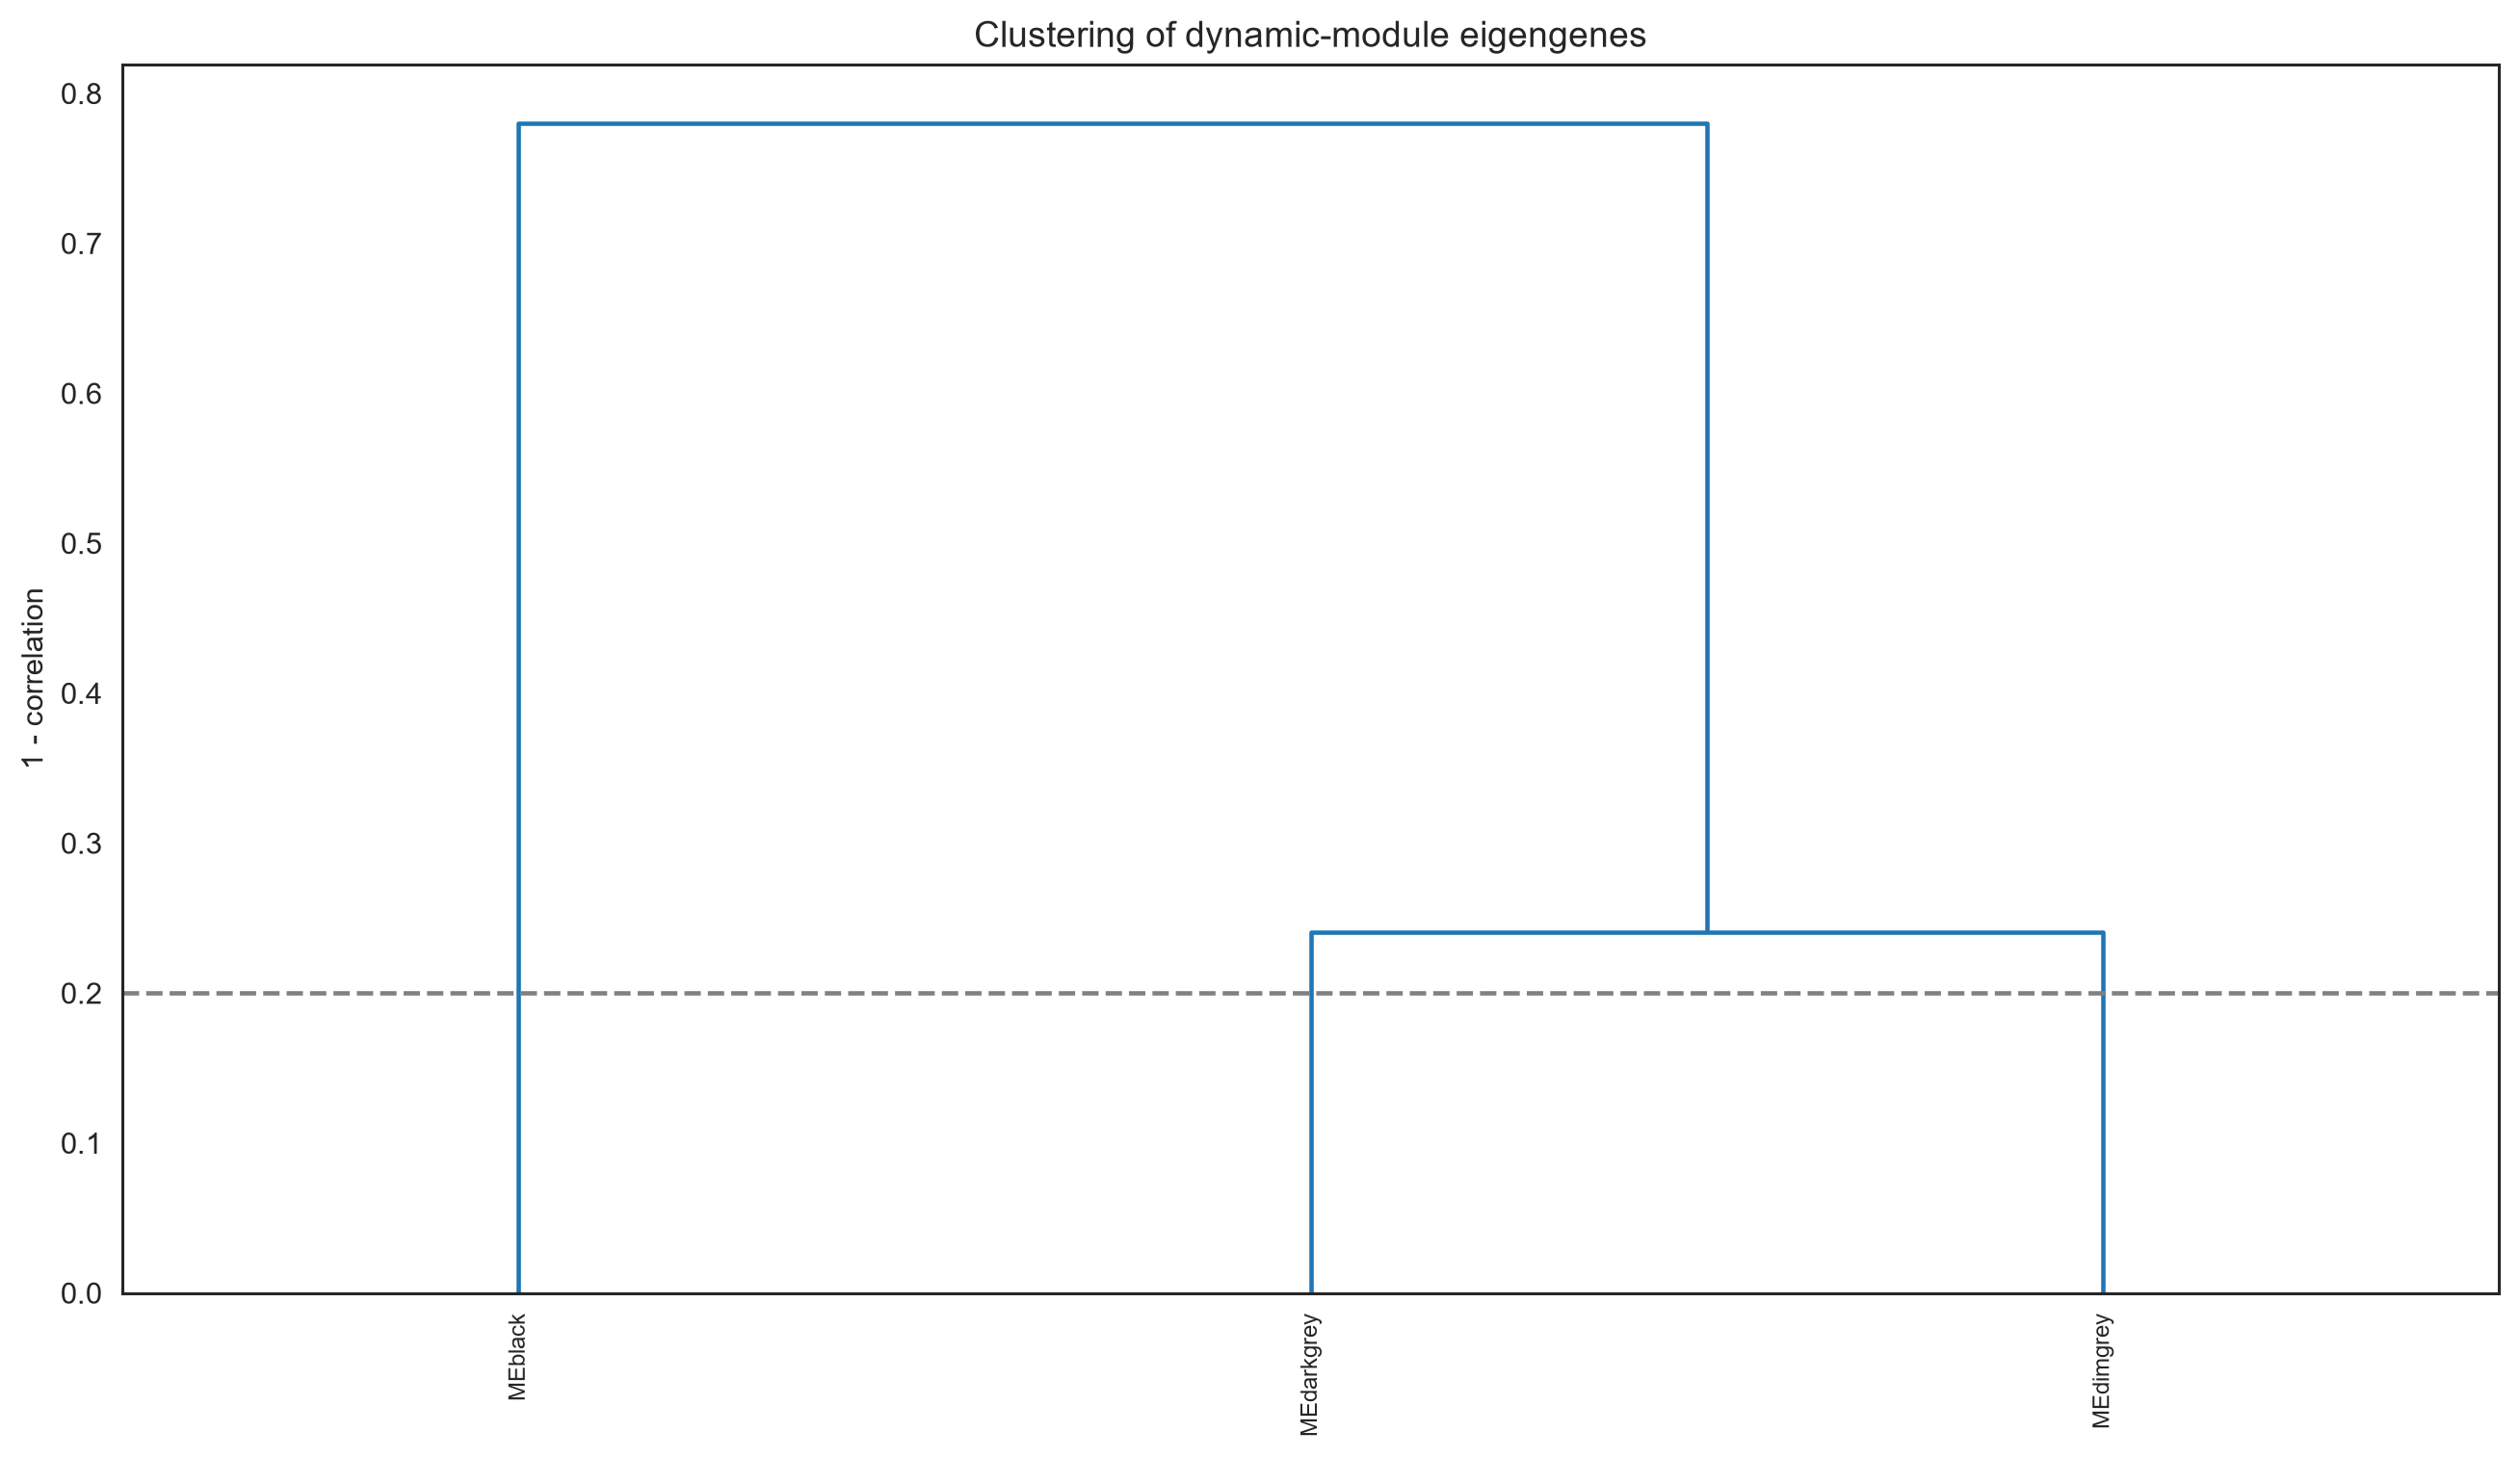 Clustering of dynamic-module eigengenes
0.8
0.7
0.6
0.5
0.4
0.3
0.2
0.1
0.0
1 - correlation
MEblack
MEdarkgrey
MEdimgrey